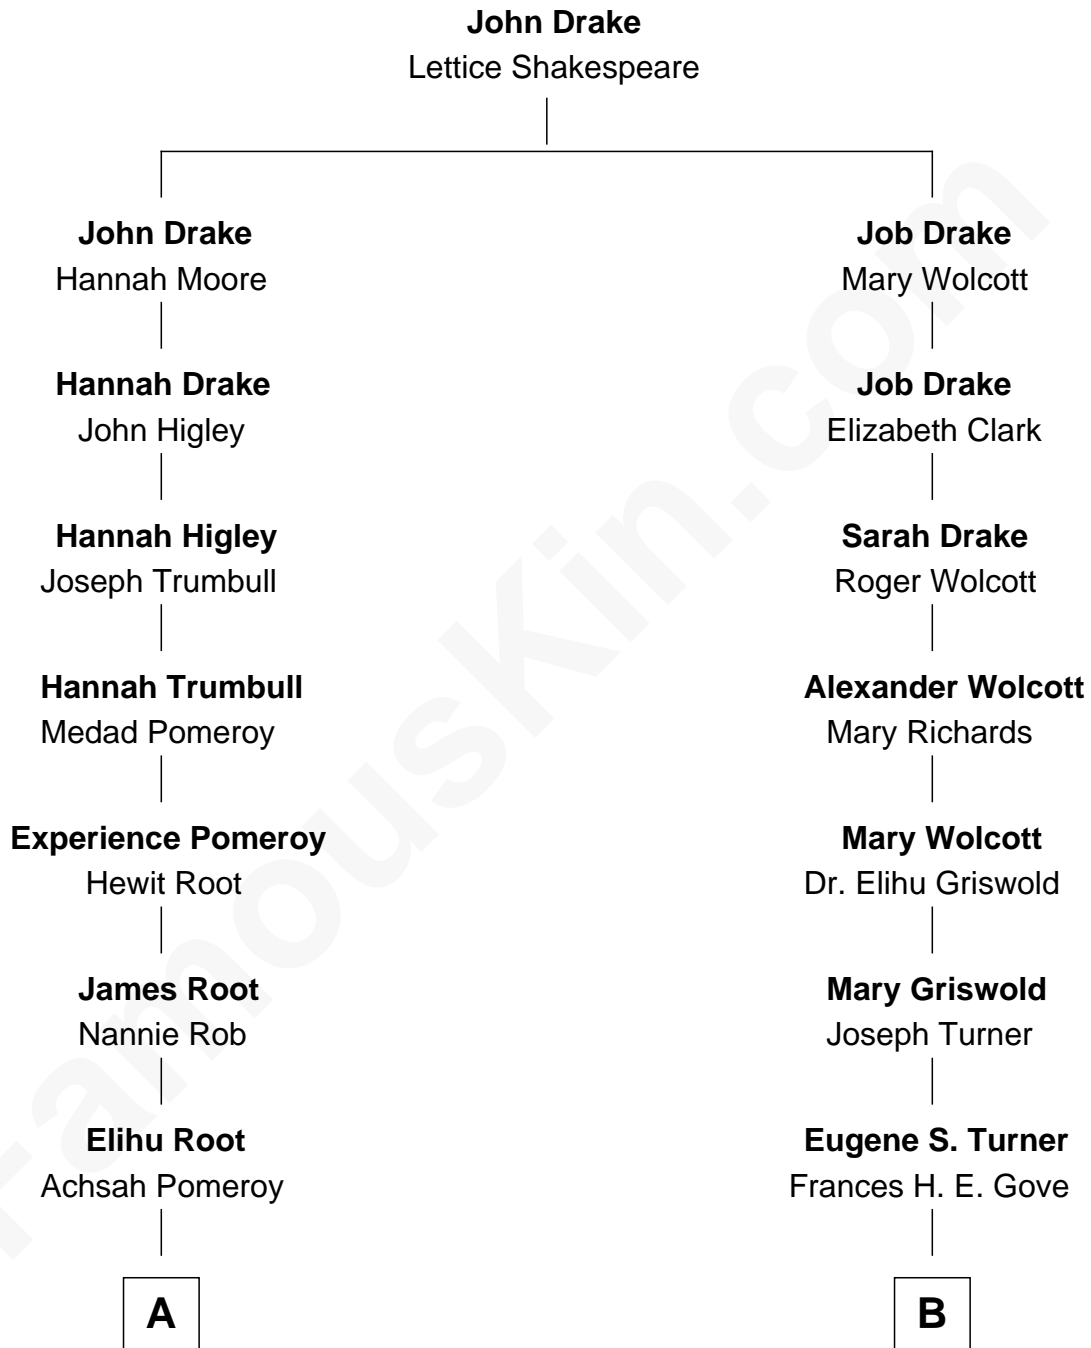 John Drake
Lettice Shakespeare
John Drake
Hannah Moore
Hannah Drake
John Higley
Hannah Higley
Joseph Trumbull
Hannah Trumbull
Medad Pomeroy
Experience Pomeroy
Hewit Root
James Root
Nannie Rob
Elihu Root
Achsah Pomeroy
A
Job Drake
Mary Wolcott
Job Drake
Elizabeth Clark
Sarah Drake
Roger Wolcott
Alexander Wolcott
Mary Richards
Mary Wolcott
Dr. Elihu Griswold
Mary Griswold
Joseph Turner
Eugene S. Turner
Frances H. E. Gove
B
FamousKin.com